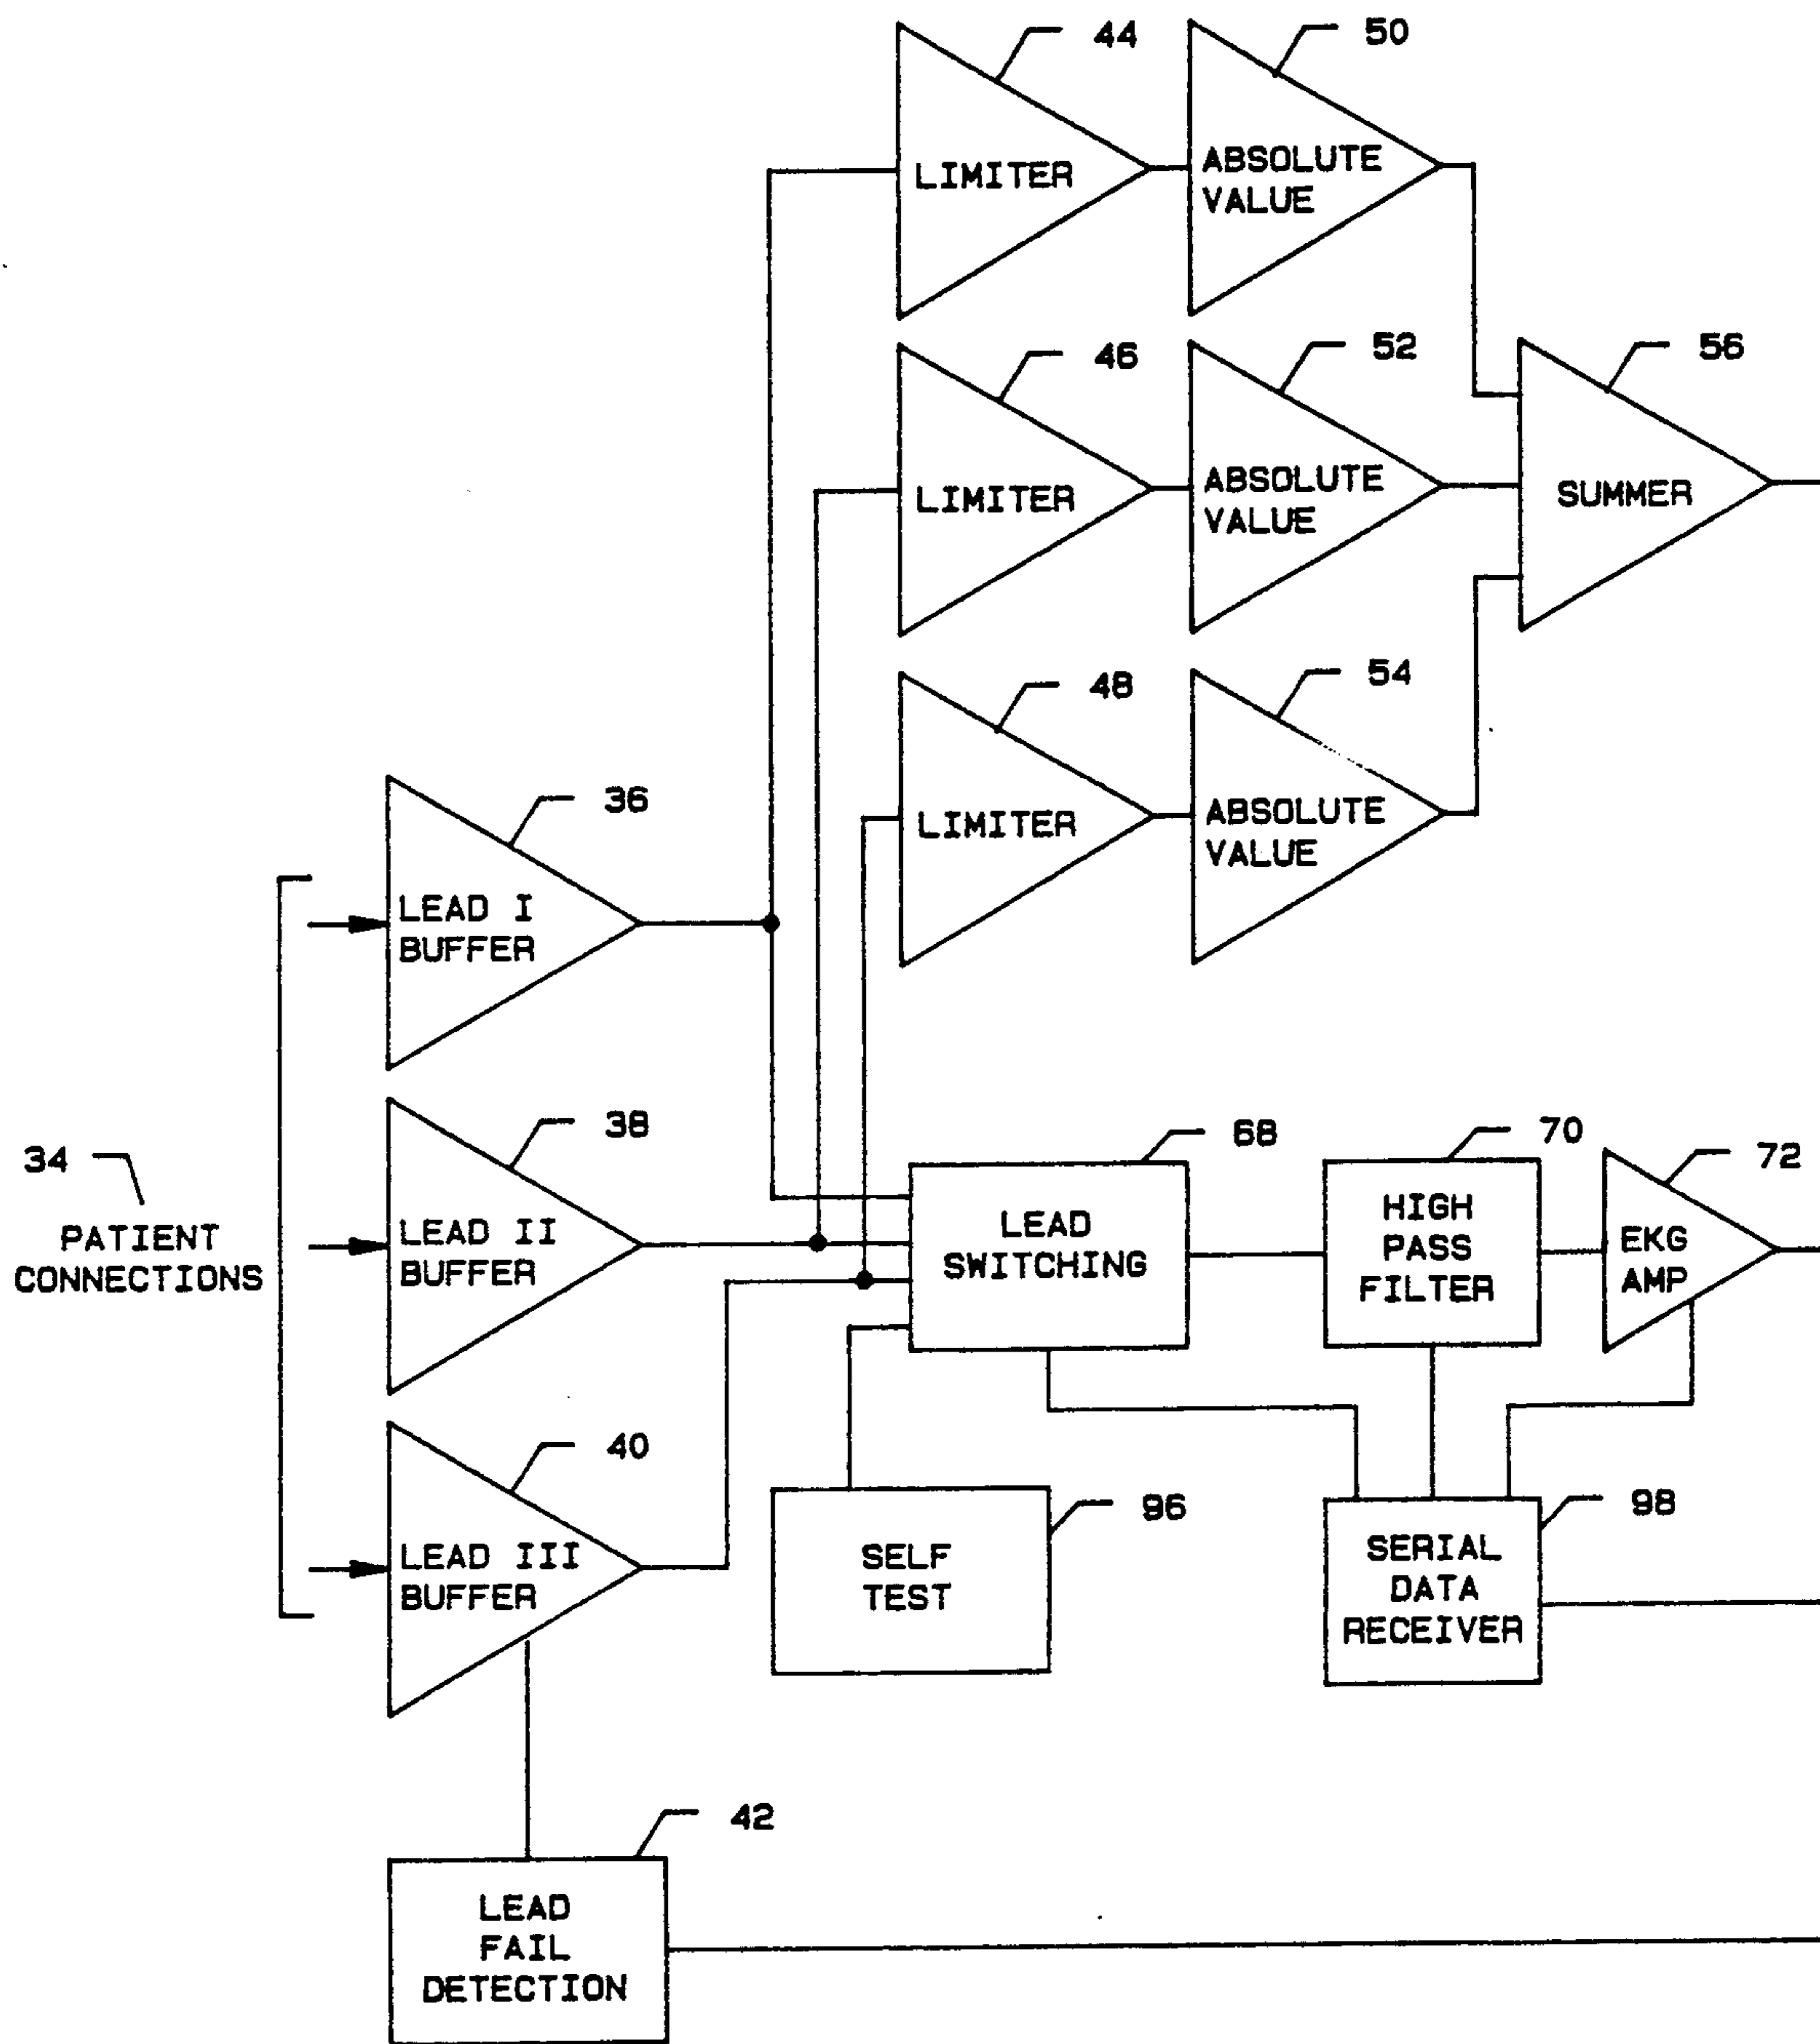 44
50
LIMITER
ABSOLUTE
VALUE
46
52
56
LIMITER
ABSOLUTE
VALUE
SUMMER
48
54
LIMITER
ABSOLUTE
VALUE
36
LEAD I
BUFFER
38
LEAD II
BUFFER
34
PATIENT
CONNECTIONS
68
LEAD
SWITCHING
70
HIGH
PASS
FILTER
72
EKG
AMP
40
LEAD III
BUFFER
96
SELF
TEST
98
SERIAL
DATA
RECEIVER
42
LEAD
FAIL
DETECTION